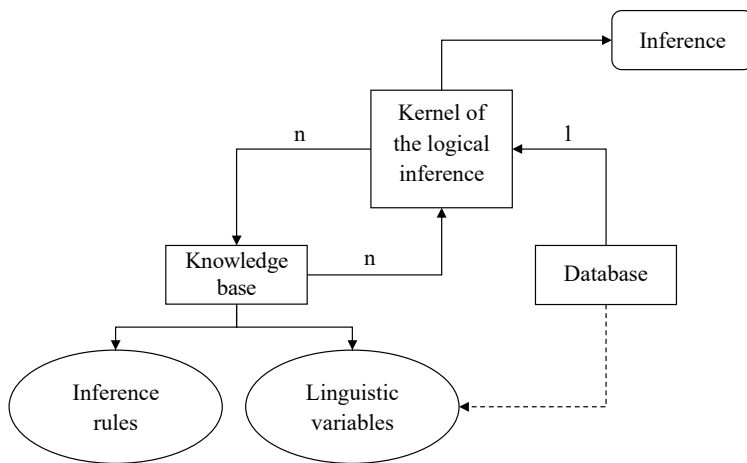 Inference
Kernel of
the logical
inference
n
1
Knowledge
base
n
Database
Inference
rules
Linguistic
variables